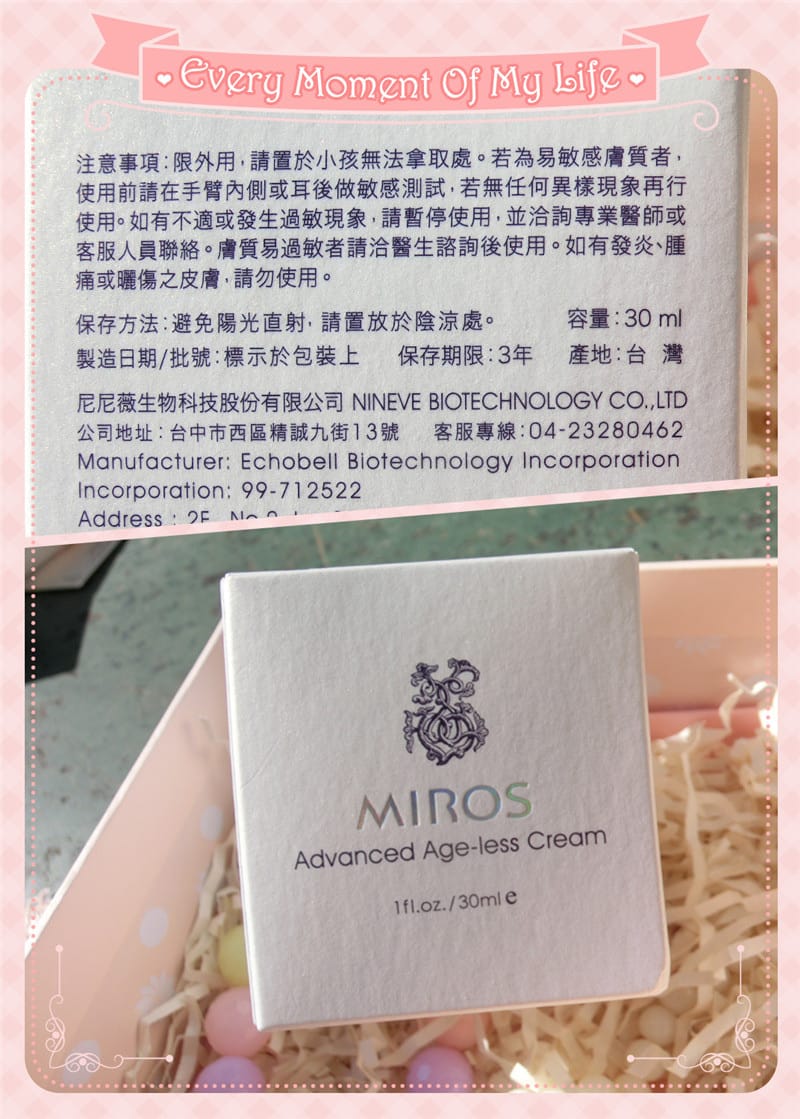 Every Moment Of My Life
注意事項:限外用,請置於小孩無法拿取處。若為易敏感膚質者,
使用前請在手臂內側或耳後做敏感測試,若無任何異樣現象再行
使用。如有不適或發生過敏現象,請暫停使用,並洽詢專業醫師或
客服人員聯絡。膚質易過敏者請洽醫生諮詢後使用。如有發炎、腫
痛或曬傷之皮膚,請勿使用。
保存方法:避免陽光直射,請置放於陰涼處。 容量:30 ml
製造日期/批號:標示於包裝上 保存期限:3年 產地:台 灣
尼尼薇生物科技股份有限公司 NINEVE BIOTECHNOLOGY CO.,LTD
公司地址:台中市西區精誠九街13號 客服專線:04-23280462
Manufacturer: Echobell Biotechnology Incorporation
Incorporation: 99-712522
Address : 2F
MIROS
Advanced Age-less Cream
1fl.oz./30ml e